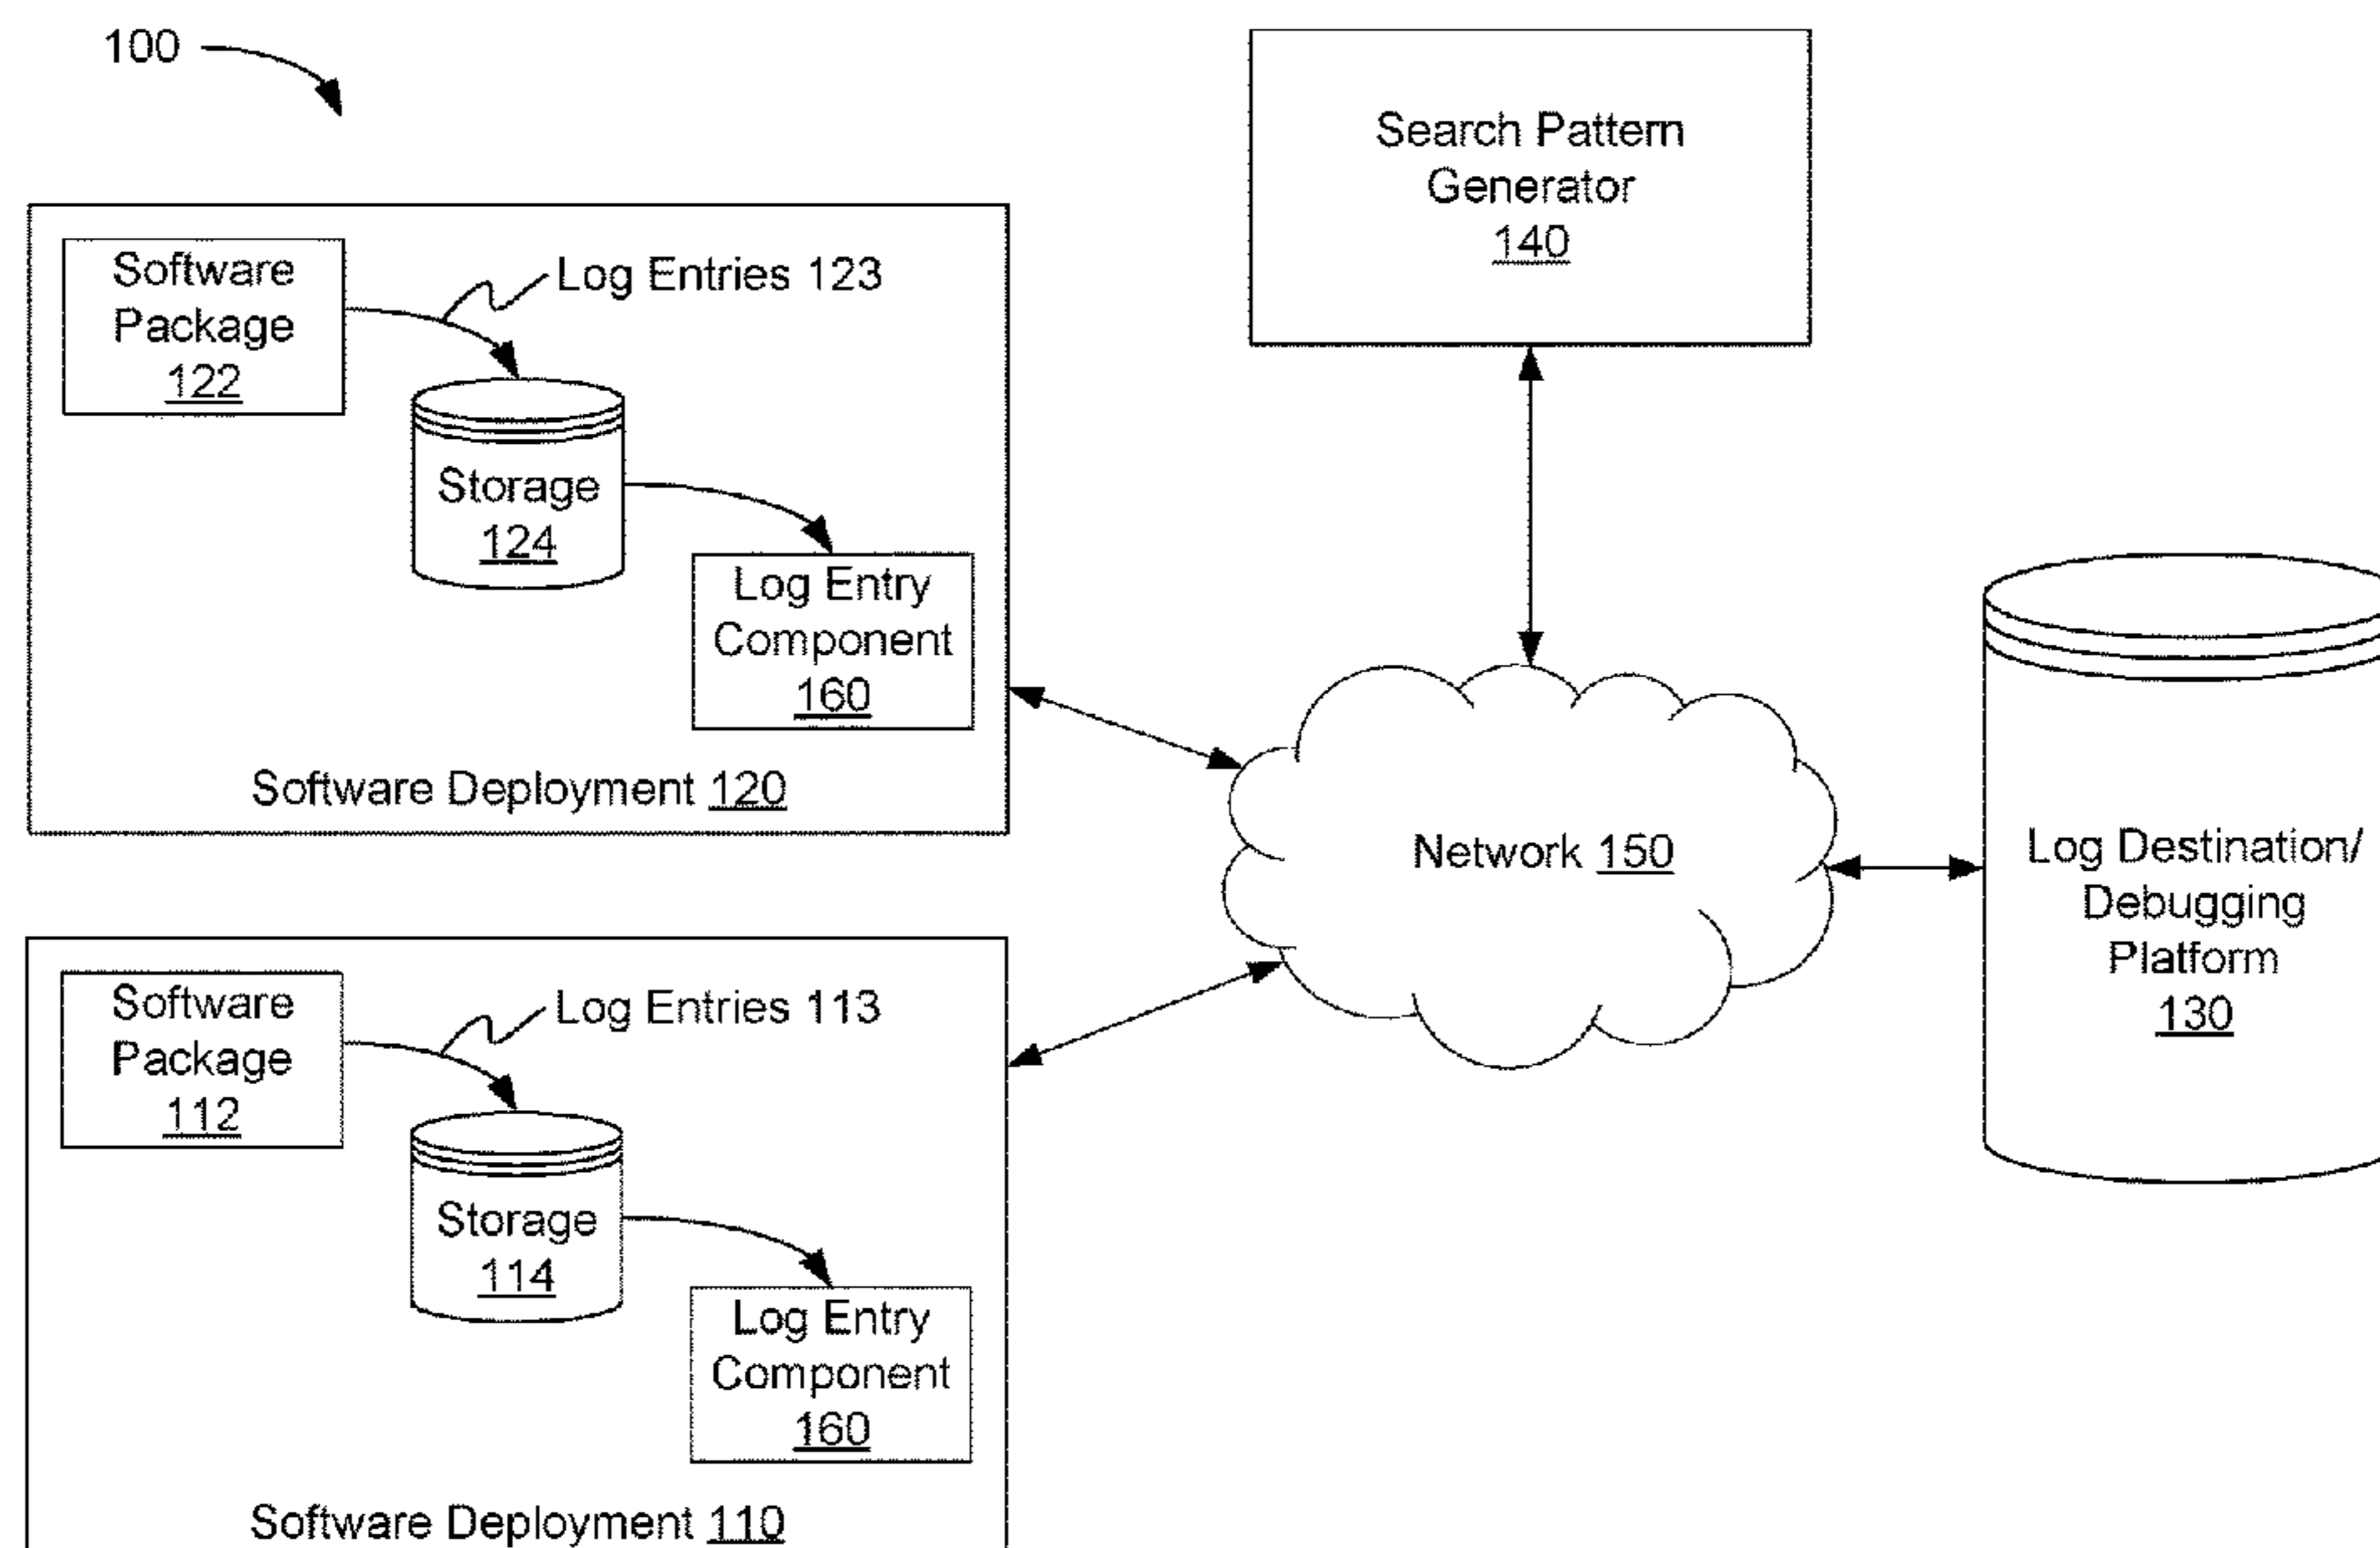 100
Search Pattern
Generator
140
Software
Package
122
Log Entries 123
Storage
124
Log Entry
Component
160
Software Deployment 120
Network 150
Log Destination/
Debugging
Platform
130
Software
Package
112
Log Entries 113
Storage
114
Log Entry
Component
160
Software Deployment 110